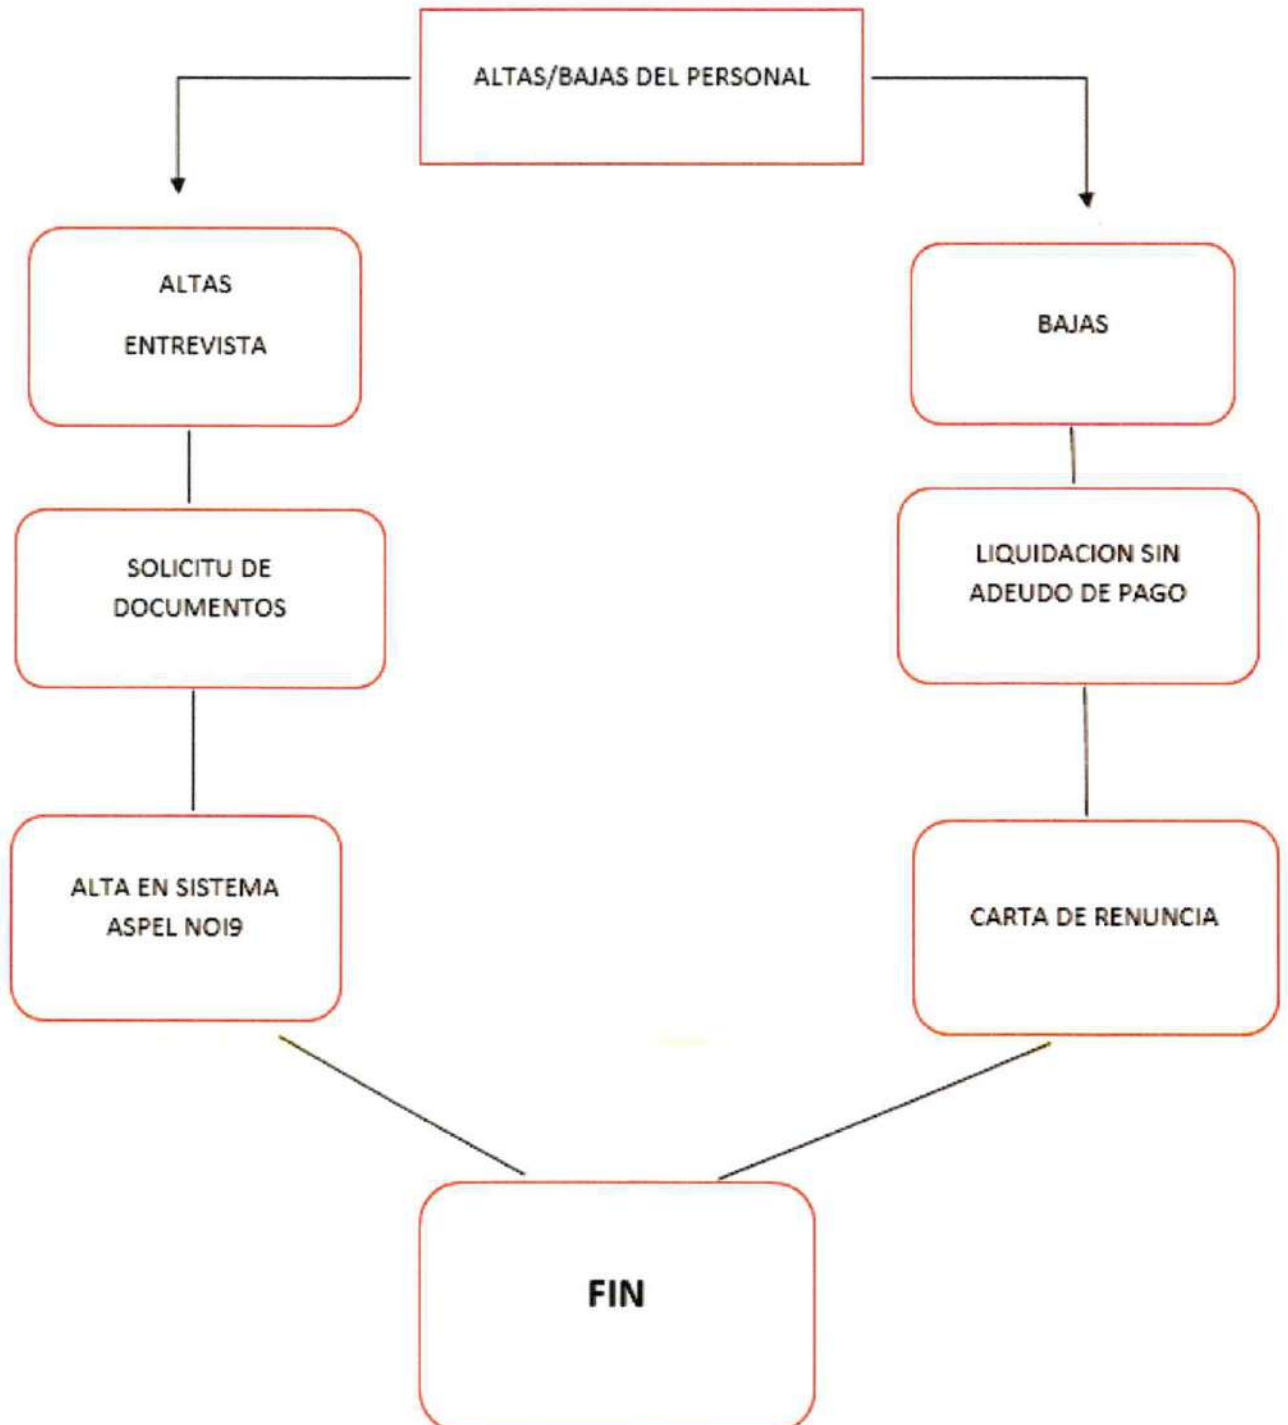 ALTAS/BAJAS DEL PERSONAL
ALTAS
ENTREVISTA
SOLICITU DE
DOCUMENTOS
ALTA EN SISTEMA
ASPEL NOI9
BAJAS
LIQUIDACION SIN
ADEUDO DE PAGO
CARTA DE RENUNCIA
FIN